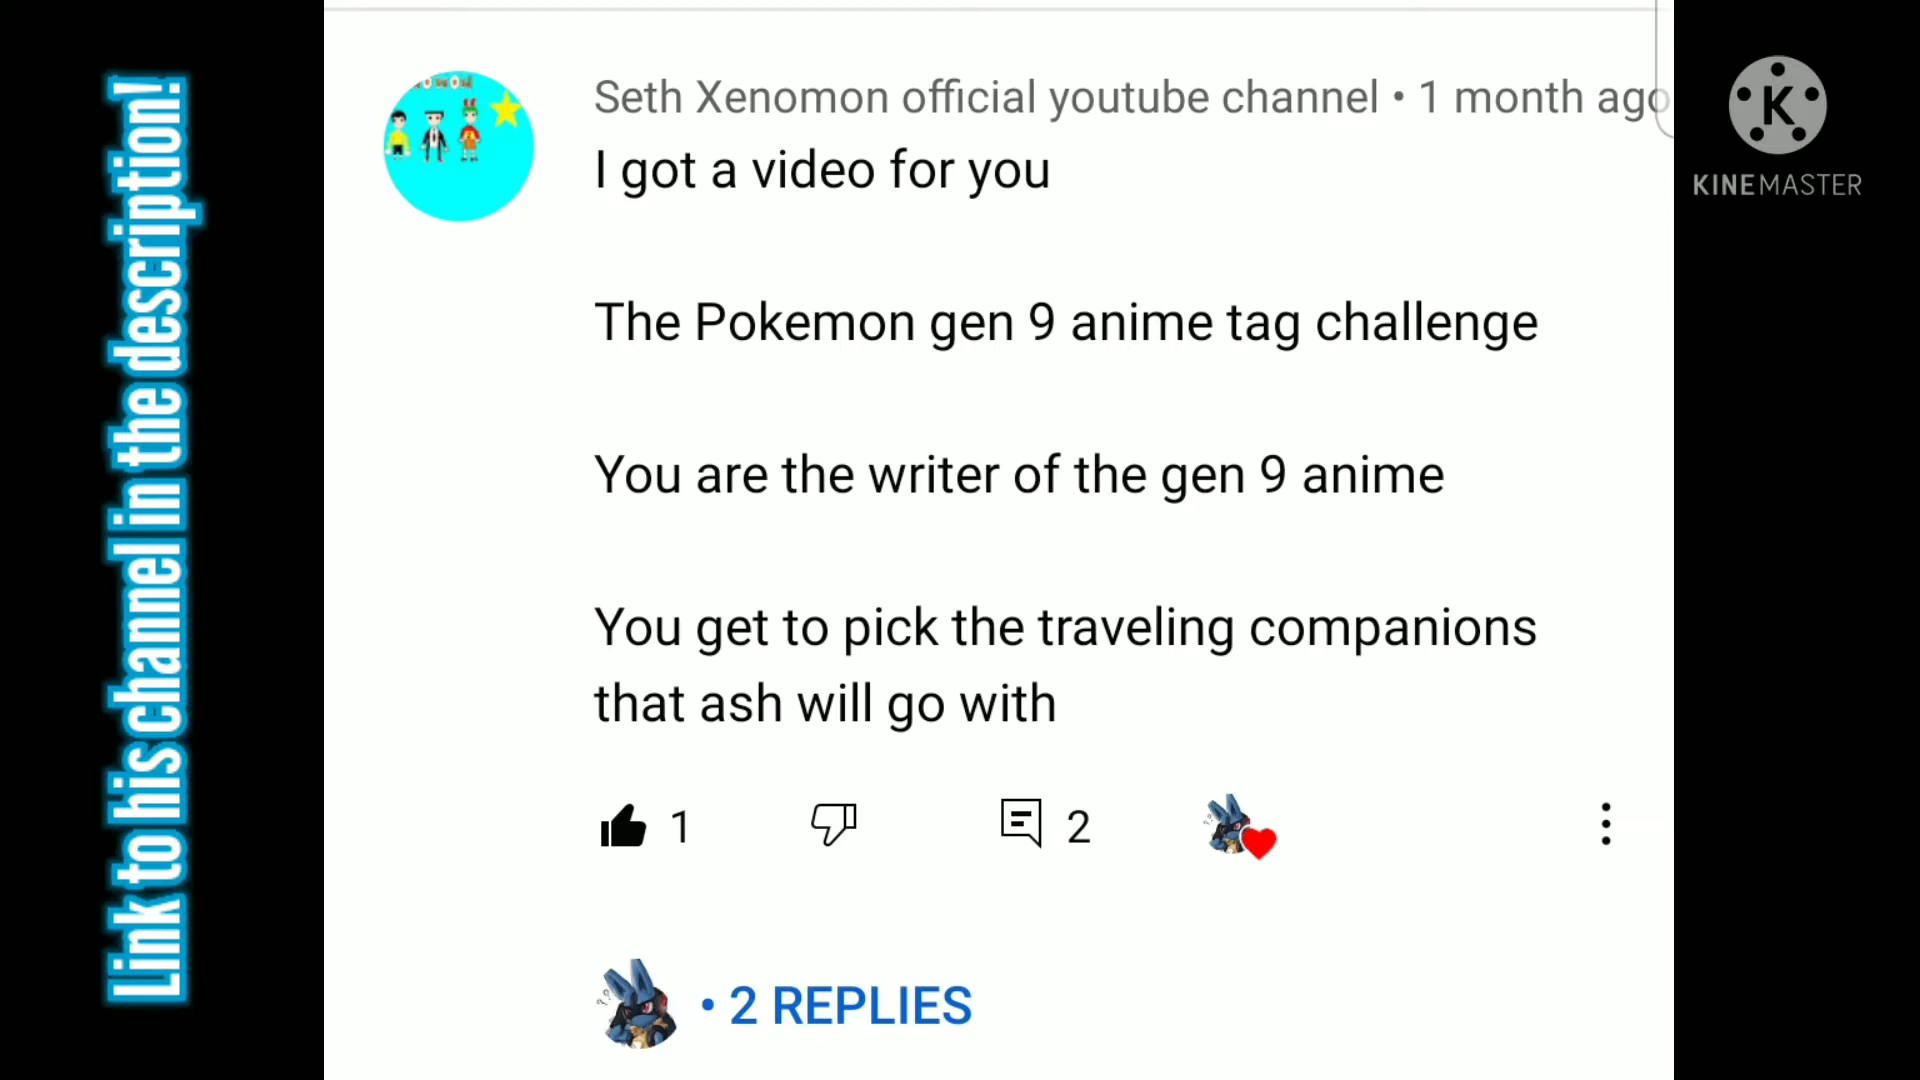 Link to his channel in the description!
Seth Xenomon official youtube channel • 1 month ago
I got a video for you
The Pokemon gen 9 anime tag challenge
You are the writer of the gen 9 anime
You get to pick the traveling companions
that ash will go with
1
2
• 2 REPLIES
K
KINEMASTER